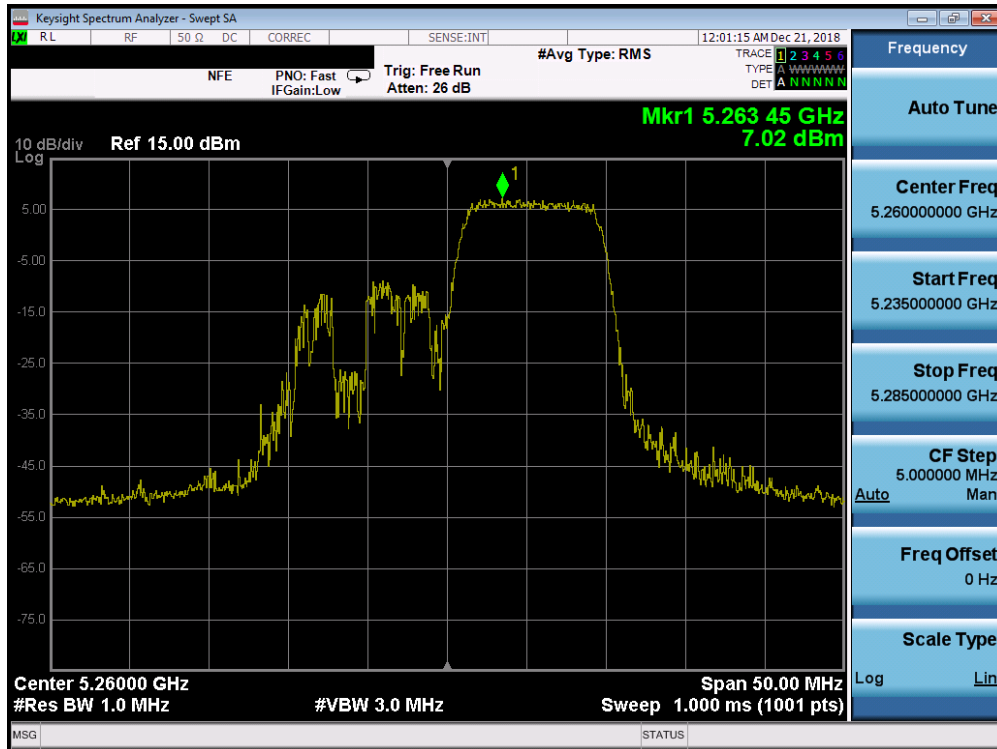 Keysight Spectrum Analyzer - Swept SA
LXI RL RF 50 Ω DC CORREC SENSE:INT 12:01:15 AM Dec 21, 2018
NFE PNO: Fast Trig: Free Run #Avg Type: RMS TRACE 1 2 3 4 5 6
IFGain:Low Atten: 26 dB TYPE A WWWWW
DET A N N N N N
Mkr1 5.263 45 GHz
7.02 dBm
10 dB/div Ref 15.00 dBm
Log
1
5.00
-5.00
-15.0
-25.0
-35.0
-45.0
-55.0
-65.0
-75.0
Center 5.26000 GHz Span 50.00 MHz
#Res BW 1.0 MHz #VBW 3.0 MHz Sweep 1.000 ms (1001 pts)
MSG STATUS
Frequency
Auto Tune
Center Freq
5.260000000 GHz
Start Freq
5.235000000 GHz
Stop Freq
5.285000000 GHz
CF Step
5.000000 MHz
Auto Man
Freq Offset
0 Hz
Scale Type
Log Lin